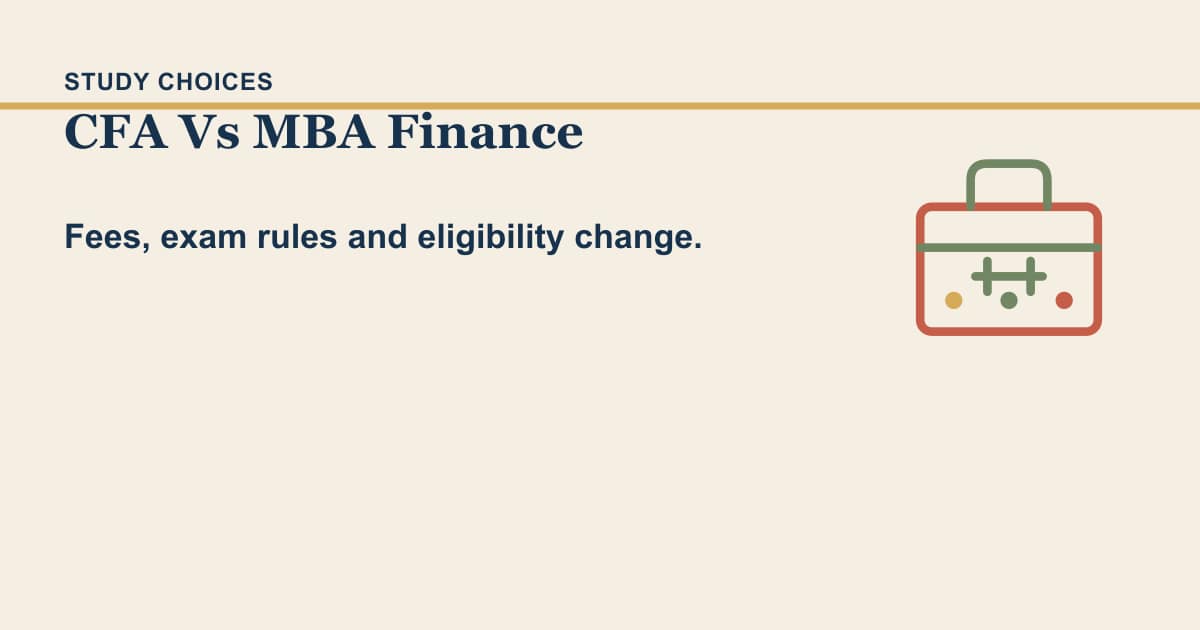 STUDY CHOICES
CFA Vs MBA Finance
Fees, exam rules and eligibility change.